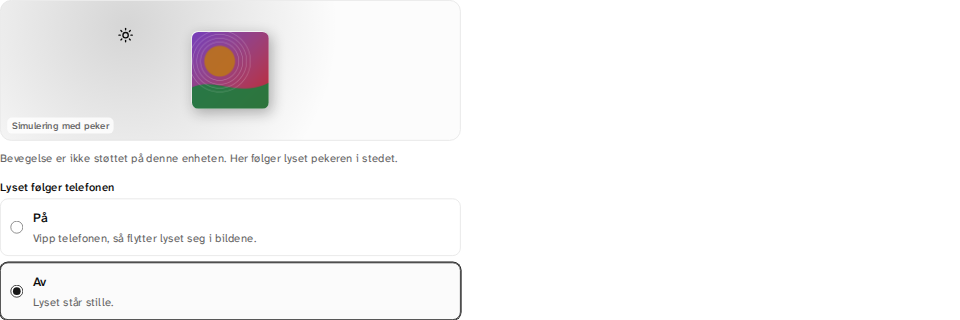 Simulering med peker
Bevegelse er ikke støttet på denne enheten. Her følger lyset pekeren i stedet.
Lyset følger telefonen
På
Vipp telefonen, så flytter lyset seg i bildene.
Av
Lyset står stille.